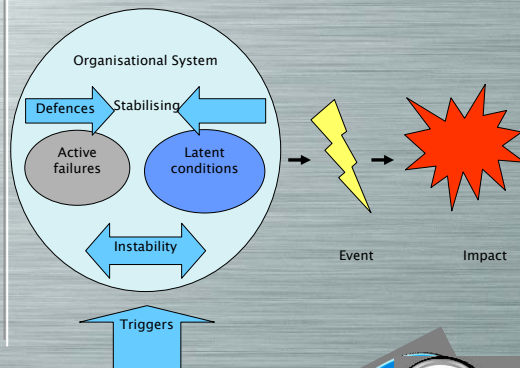 Organisational System
Defences Stabilising
Active
failures
Latent
conditions
Instability
Event
Impact
Triggers